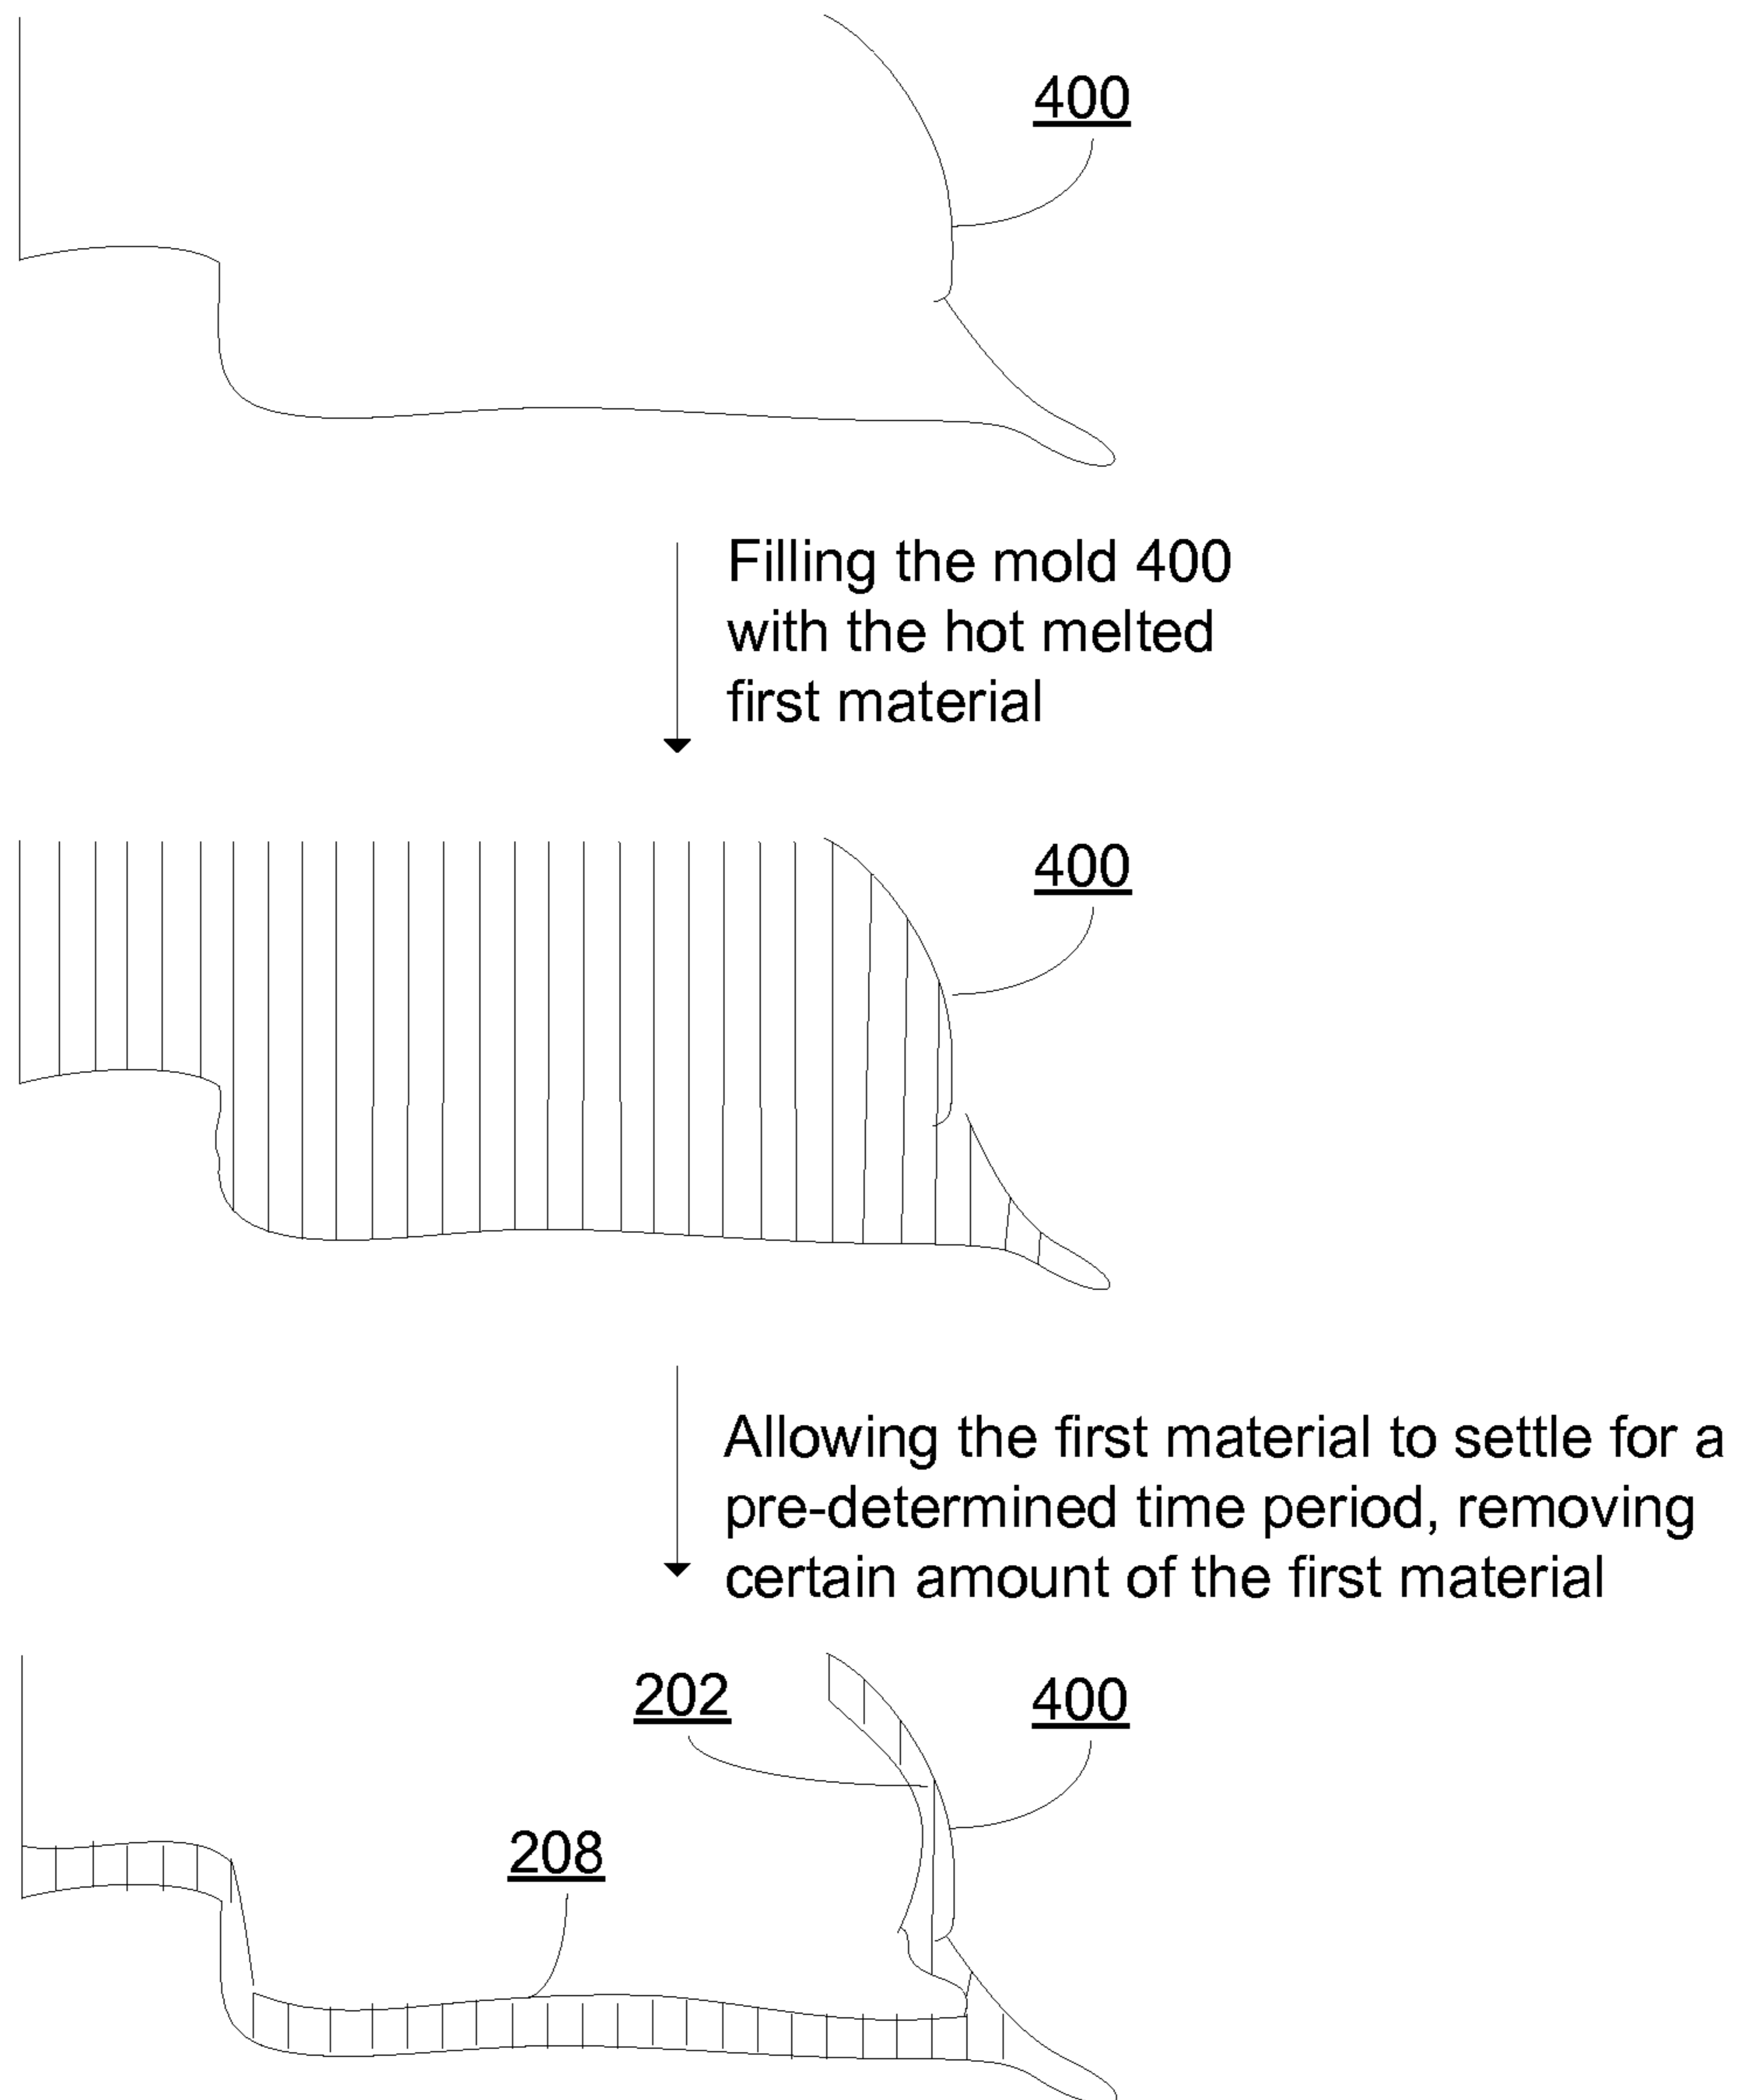 400
Filling the mold 400
with the hot melted
first material
400
Allowing the first material to settle for a
pre-determined time period, removing
certain amount of the first material
202
400
208